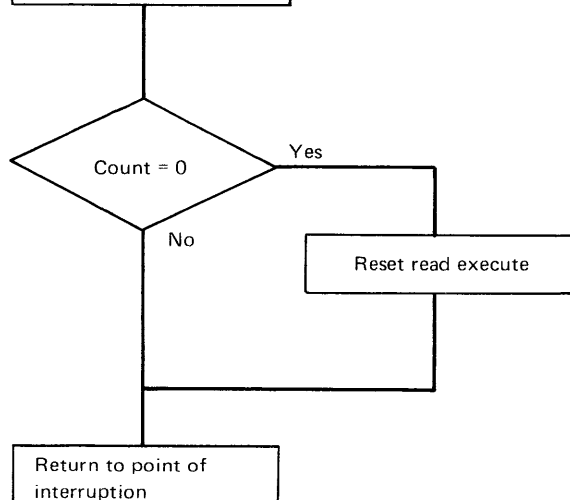 Count = 0
Yes
No
Reset read execute
Return to point of
interruption